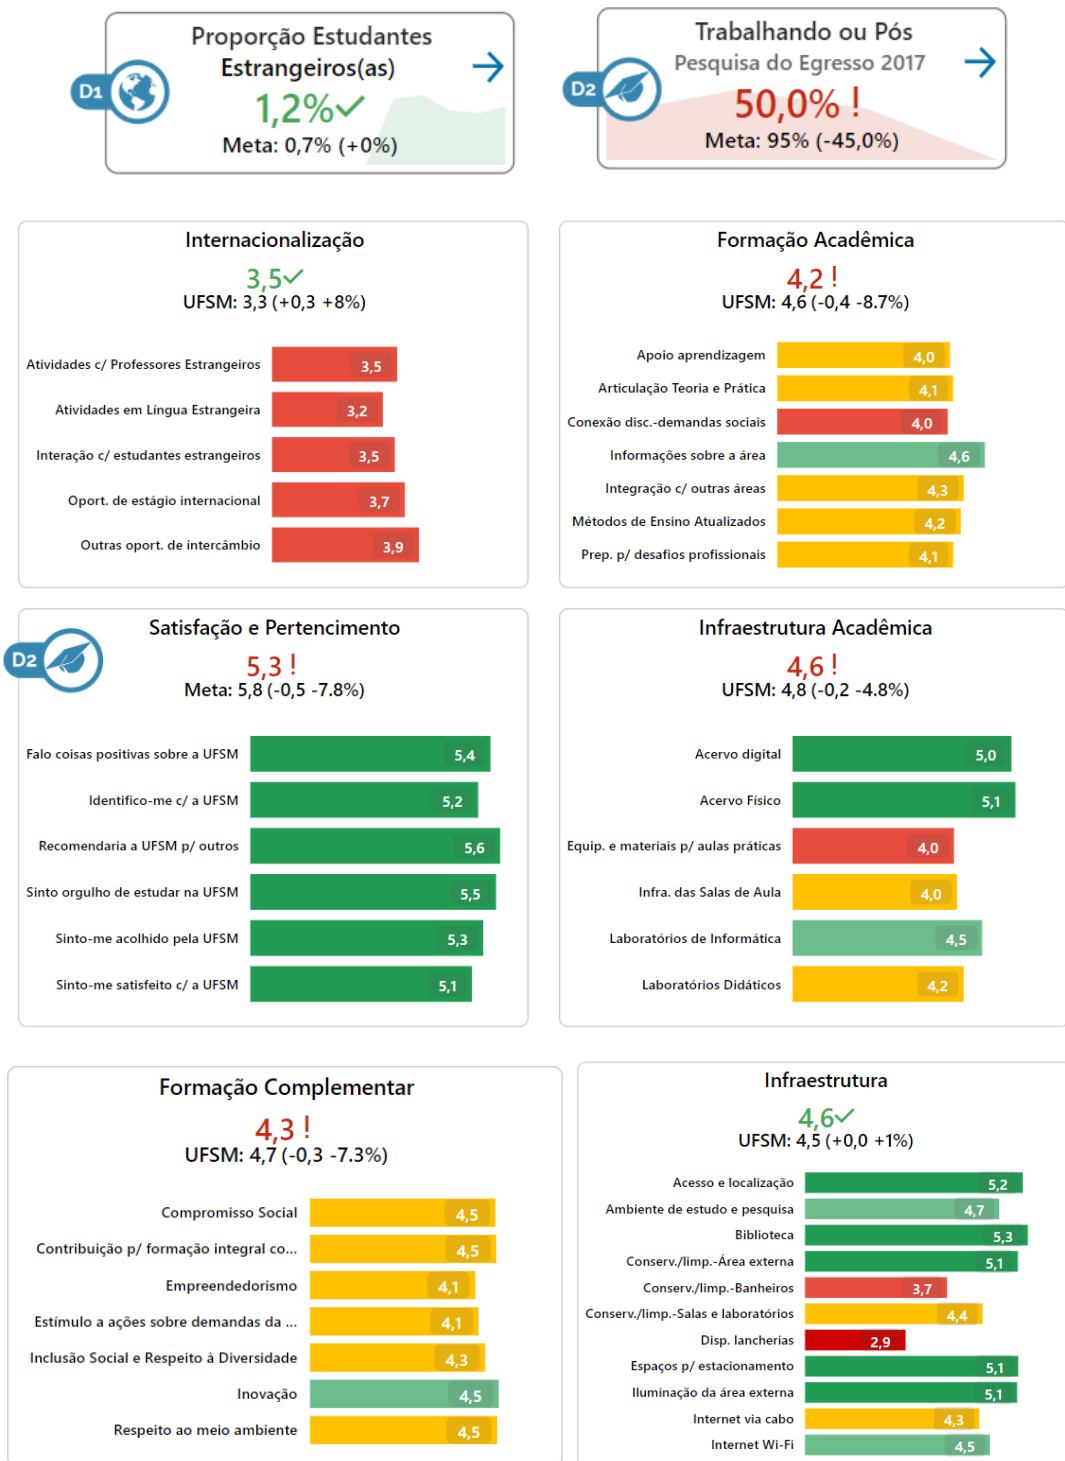 Proporção Estudantes
Estrangeiros(as)
D1
1,2%
Meta: 0,7% (+0%)
Trabalhando ou Pós
Pesquisa do Egresso 2017
D2
50,0% !
Meta: 95% (-45,0%)
Internacionalização
3,5
UFSM: 3,3 (+0,3 +8%)
Atividades c/ Professores Estrangeiros 3,5
Atividades em Língua Estrangeira 3,2
Interação c/ estudantes estrangeiros 3,5
Oport. de estágio internacional 3,7
Outras oport. de intercâmbio 3,9
Formação Acadêmica
4,2 !
UFSM: 4,6 (-0,4 -8.7%)
Apoio aprendizagem 4,0
Articulação Teoria e Prática 4,1
Conexão disc.-demandas sociais 4,0
Informações sobre a área 4,6
Integração c/ outras áreas 4,3
Métodos de Ensino Atualizados 4,2
Prep. p/ desafios profissionais 4,1
Satisfação e Pertencimento
D2
5,3 !
Meta: 5,8 (-0,5 -7.8%)
Falo coisas positivas sobre a UFSM 5,4
Identifico-me c/ a UFSM 5,2
Recomendaria a UFSM p/ outros 5,6
Sinto orgulho de estudar na UFSM 5,5
Sinto-me acolhido pela UFSM 5,3
Sinto-me satisfeito c/ a UFSM 5,1
Infraestrutura Acadêmica
4,6 !
UFSM: 4,8 (-0,2 -4.8%)
Acervo digital 5,0
Acervo Físico 5,1
Equip. e materiais p/ aulas práticas 4,0
Infra. das Salas de Aula 4,0
Laboratórios de Informática 4,5
Laboratórios Didáticos 4,2
Formação Complementar
4,3 !
UFSM: 4,7 (-0,3 -7.3%)
Compromisso Social 4,5
Contribuição p/ formação integral co... 4,5
Empreendedorismo 4,1
Estímulo a ações sobre demandas da ... 4,1
Inclusão Social e Respeito à Diversidade 4,3
Inovação 4,5
Respeito ao meio ambiente 4,5
Infraestrutura
4,6
UFSM: 4,5 (+0,0 +1%)
Acesso e localização 5,2
Ambiente de estudo e pesquisa 4,7
Biblioteca 5,3
Conserv./limp.-Área externa 5,1
Conserv./limp.-Banheiros 3,7
Conserv./limp.-Salas e laboratórios 4,4
Disp. lancherias 2,9
Espaços p/ estacionamento 5,1
Iluminação da área externa 5,1
Internet via cabo 4,3
Internet Wi-Fi 4,5